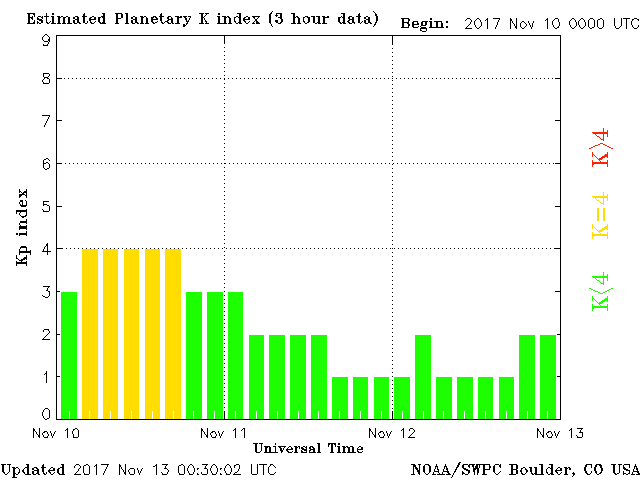 Estimated Planetary K index (3 hour data) Begin: 2017 Nov 10 0000 UTC
9
8
7
6
5
4
3
2
1
0
Kp index
K>4
K=4
K<4
Nov 10 Nov 11 Nov 12 Nov 13
Universal Time
Updated 2017 Nov 13 00:30:02 UTC NOAA/SWPC Boulder, CO USA